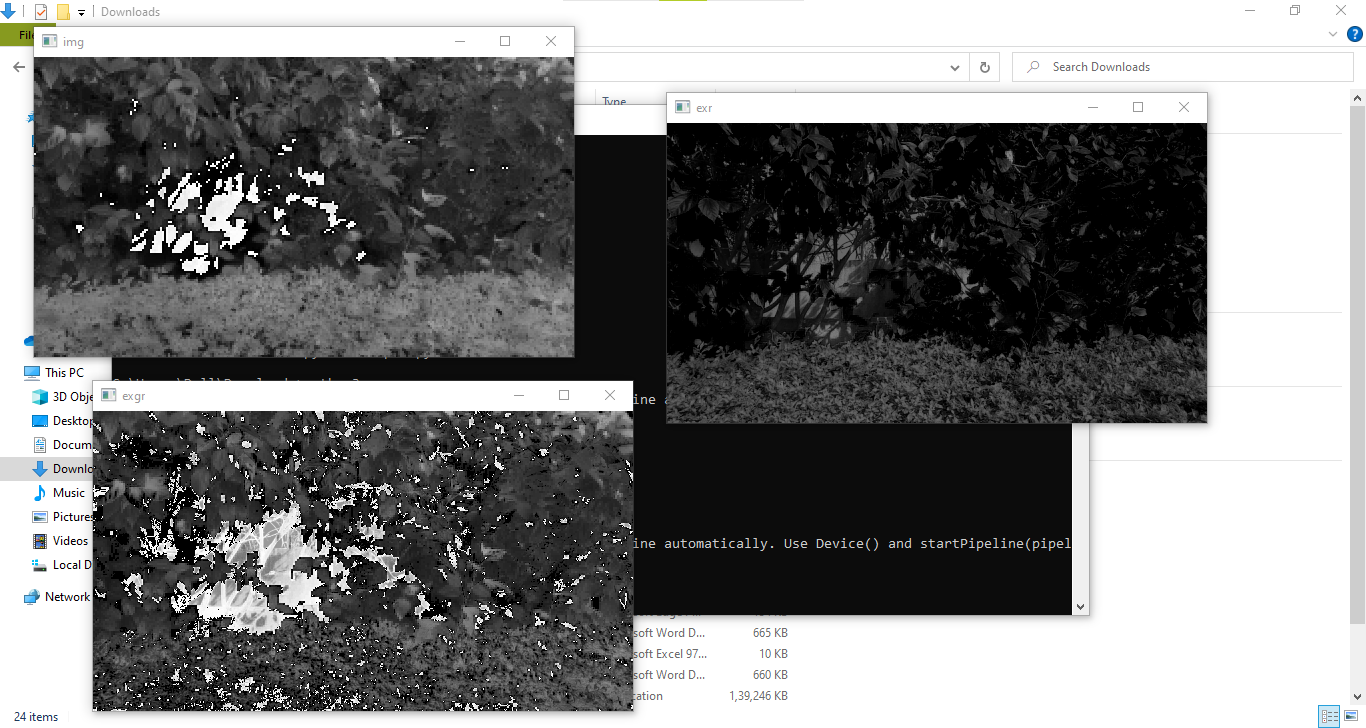 Downloads
File
img
Search Downloads
Type
exr
This PC
exgr
3D Obje
ine a
Desktop
Docum
Downlo
Music
Pictures
Videos
ine automatically. Use Device() and startPipeline(pipel
Local D
Network
soft Word D... 665 KB
soft Excel 97... 10 KB
soft Word D... 660 KB
cation 1,39,246 KB
24 items